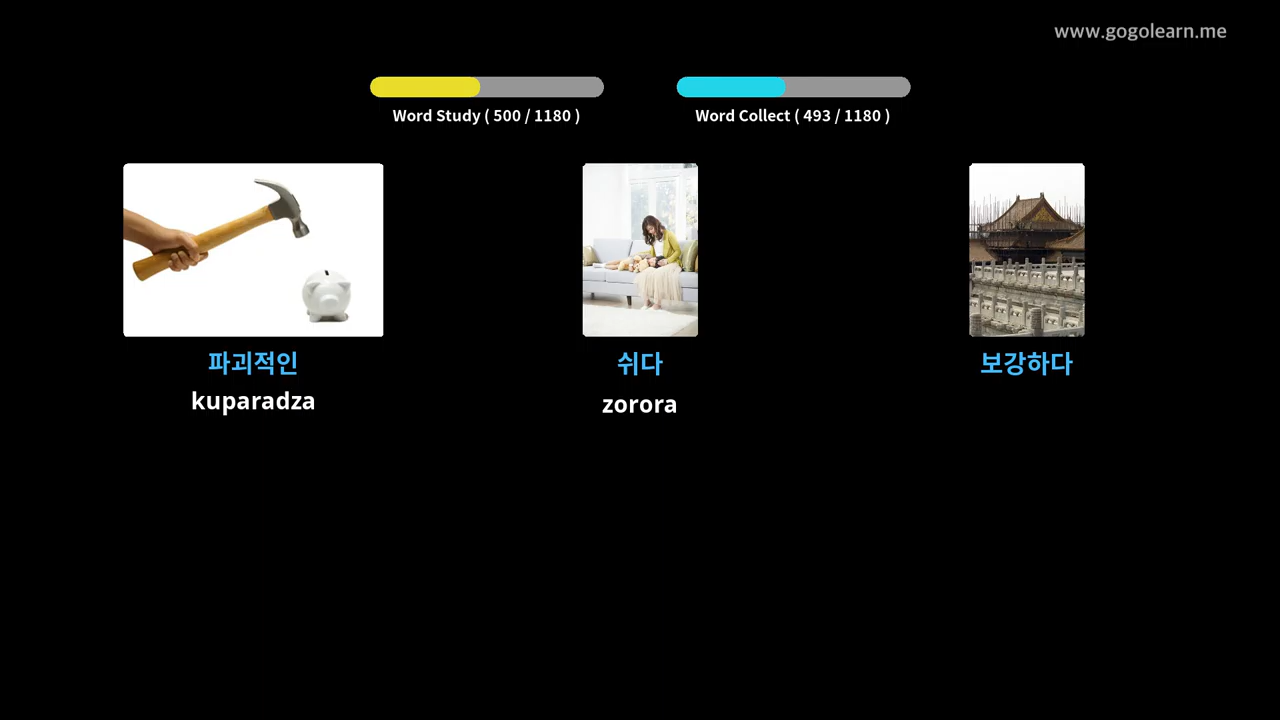 www.gogolearn.me
Word Study ( 500 / 1180 )
Word Collect ( 493 / 1180 )
파괴적인
kuparadza
쉬다
zorora
보강하다